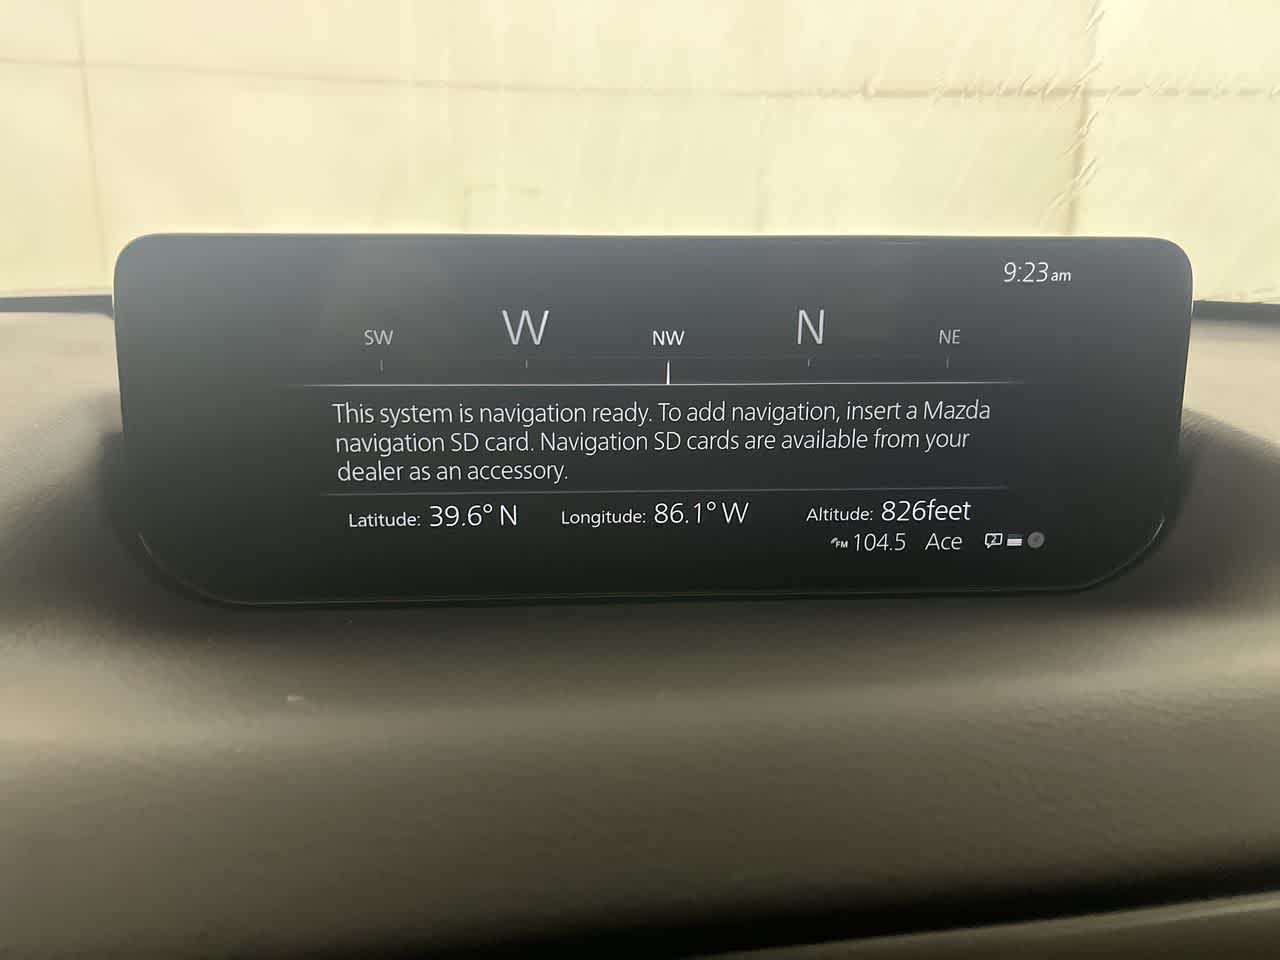 9:23am
SW W NW N NE
This system is navigation ready. To add navigation, insert a Mazda
navigation SD card. Navigation SD cards are available from your
dealer as an accessory.
Latitude: 39.6° N Longitude: 86.1° W Altitude: 826feet
FM 104.5 Ace 2